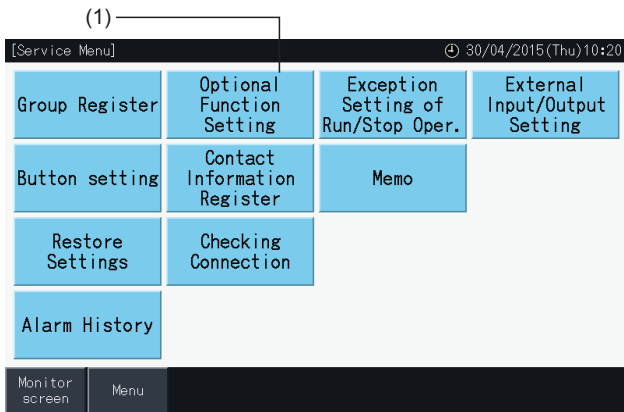 (1)
[Service Menu]
30/04/2015(Thu)10:20
Group Register
Optional
Function
Setting
Exception
Setting of
Run/Stop Oper.
External
Input/Output
Setting
Button setting
Contact
Information
Register
Memo
Restore
Settings
Checking
Connection
Alarm History
Monitor
screen
Menu